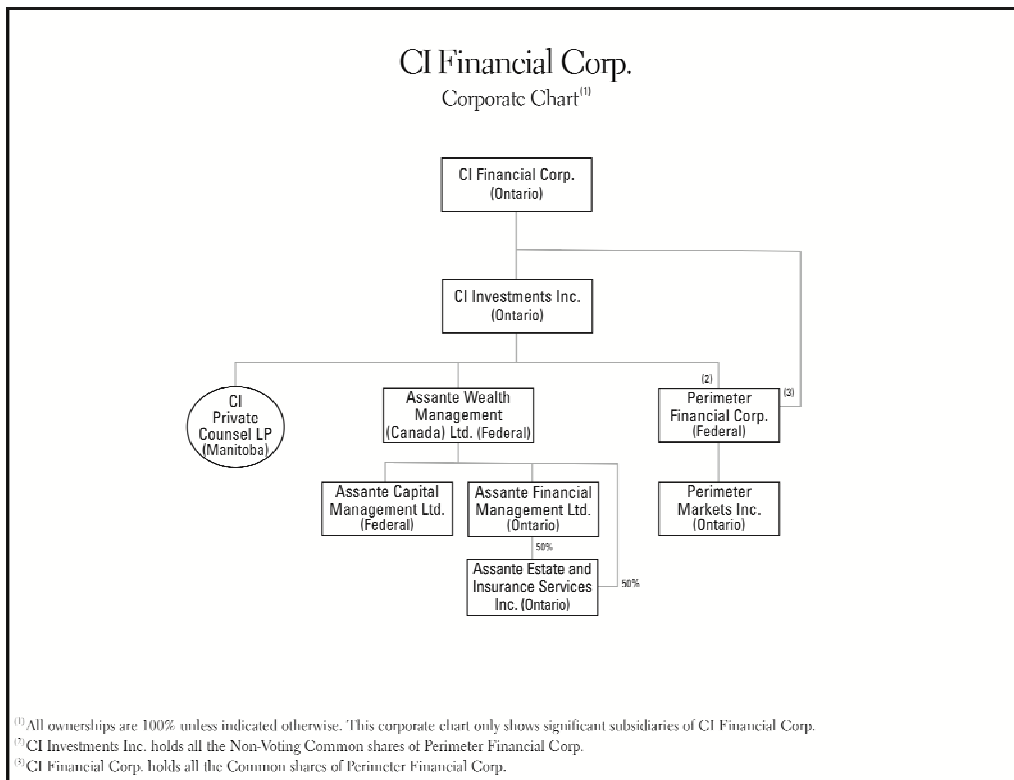 CI Financial Corp.
Corporate Chart(1)
CI Financial Corp.
(Ontario)
CI Investments Inc.
(Ontario)
CI
Private
Counsel LP
(Manitoba)
Assante Wealth
Management
(Canada) Ltd. (Federal)
(2)
Perimeter
Financial Corp.
(Federal)
(3)
Assante Capital
Management Ltd.
(Federal)
Assante Financial
Management Ltd.
(Ontario)
Perimeter
Markets Inc.
(Ontario)
50%
Assante Estate and
Insurance Services
Inc. (Ontario)
50%
(1)All ownerships are 100% unless indicated otherwise. This corporate chart only shows significant subsidiaries of CI Financial Corp.
(2)CI Investments Inc. holds all the Non-Voting Common shares of Perimeter Financial Corp.
(3)CI Financial Corp. holds all the Common shares of Perimeter Financial Corp.